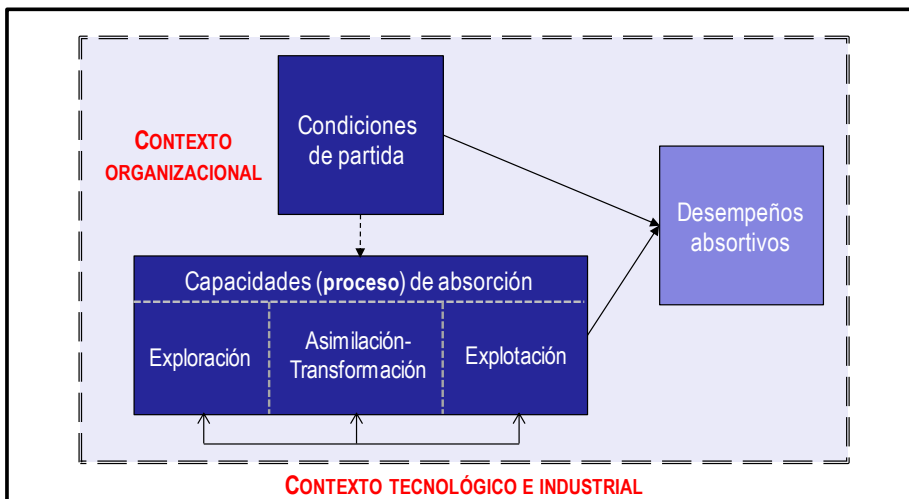 Condiciones
de partida
CONTEXTO
ORGANIZACIONAL
Desempeños
absortivos
Capacidades (proceso) de absorción
Exploración
Asimilación-
Transformación
Explotación
CONTEXTO TECNOLÓGICO E INDUSTRIAL